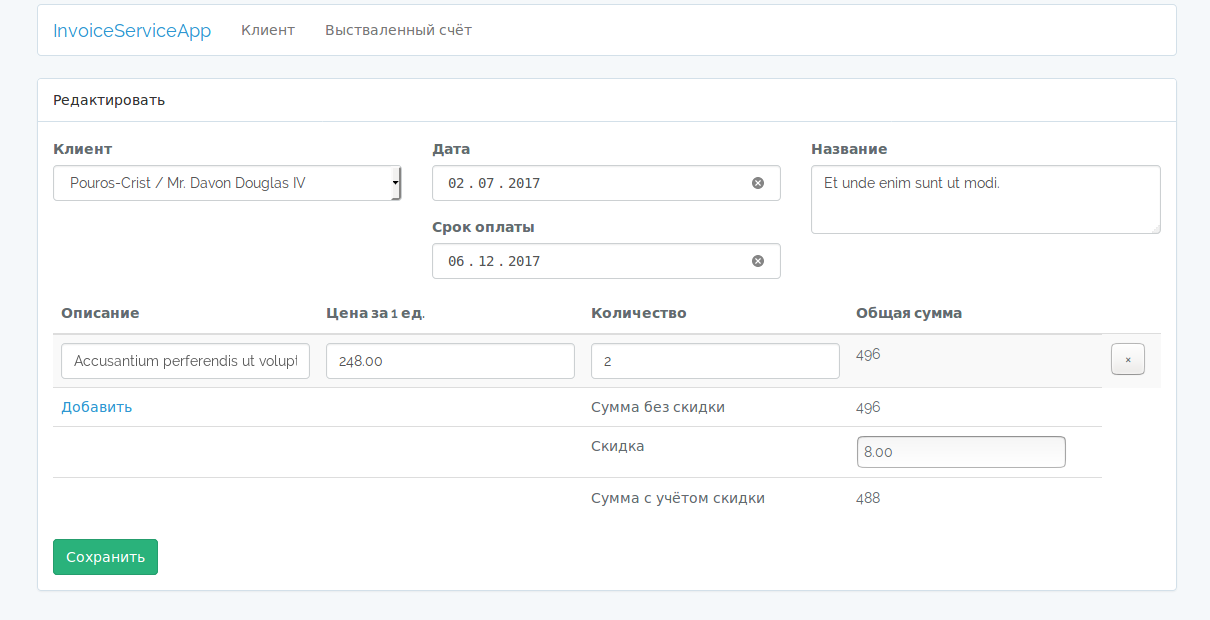 InvoiceServiceApp Клиент Выстваленный счёт
Редактировать
Клиент Дата Название
Pouros-Crist / Mr. Davon Douglas IV 02 . 07 . 2017 Et unde enim sunt ut modi.
Срок оплаты
06 . 12 . 2017
Описание Цена за 1 ед. Количество Общая сумма
Accusantium perferendis ut volupt 248.00 2 496 ×
Добавить Сумма без скидки 496
Скидка 8.00
Сумма с учётом скидки 488
Сохранить